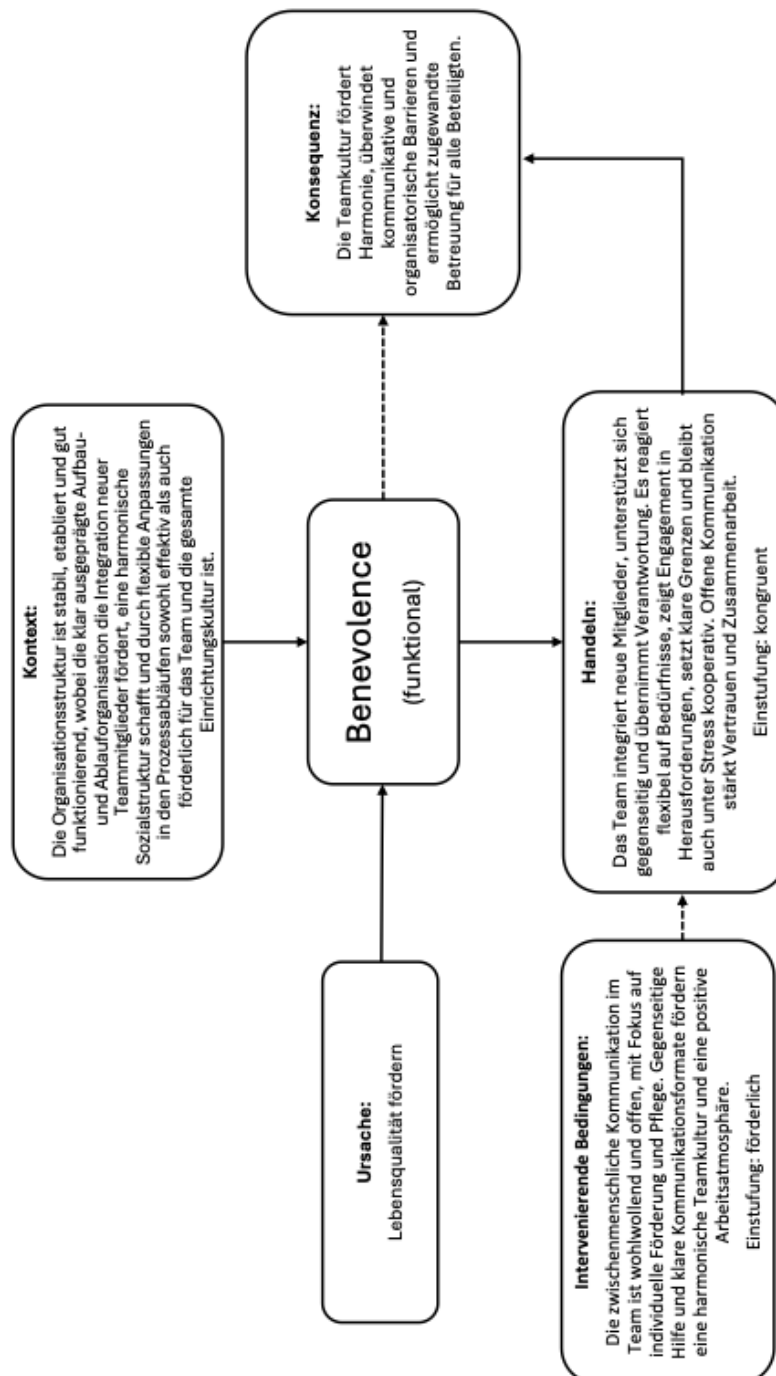 Kontext:
Die Organisationsstruktur ist stabil, etabliert und gut
funktionierend, wobei die klar ausgeprägte Aufbau-
und Ablauforganisation die Integration neuer
Teammitglieder fördert, eine harmonische
Sozialstruktur schafft und durch flexible Anpassungen
in den Prozessabläufen sowohl effektiv als auch
förderlich für das Team und die gesamte
Einrichtungskultur ist.
Ursache:
Lebensqualität fördern
Benevolence
(funktional)
Konsequenz:
Die Teamkultur fördert
Harmonie, überwindet
kommunikative und
organisatorische Barrieren und
ermöglicht zugewandte
Betreuung für alle Beteiligten.
Intervenierende Bedingungen:
Die zwischenmenschliche Kommunikation im
Team ist wohlwollend und offen, mit Fokus auf
individuelle Förderung und Pflege. Gegenseitige
Hilfe und klare Kommunikationsformate fördern
eine harmonische Teamkultur und eine positive
Arbeitsatmosphäre.
Einstufung: förderlich
Handeln:
Das Team integriert neue Mitglieder, unterstützt sich
gegenseitig und übernimmt Verantwortung. Es reagiert
flexibel auf Bedürfnisse, zeigt Engagement in
Herausforderungen, setzt klare Grenzen und bleibt
auch unter Stress kooperativ. Offene Kommunikation
stärkt Vertrauen und Zusammenarbeit.
Einstufung: kongruent